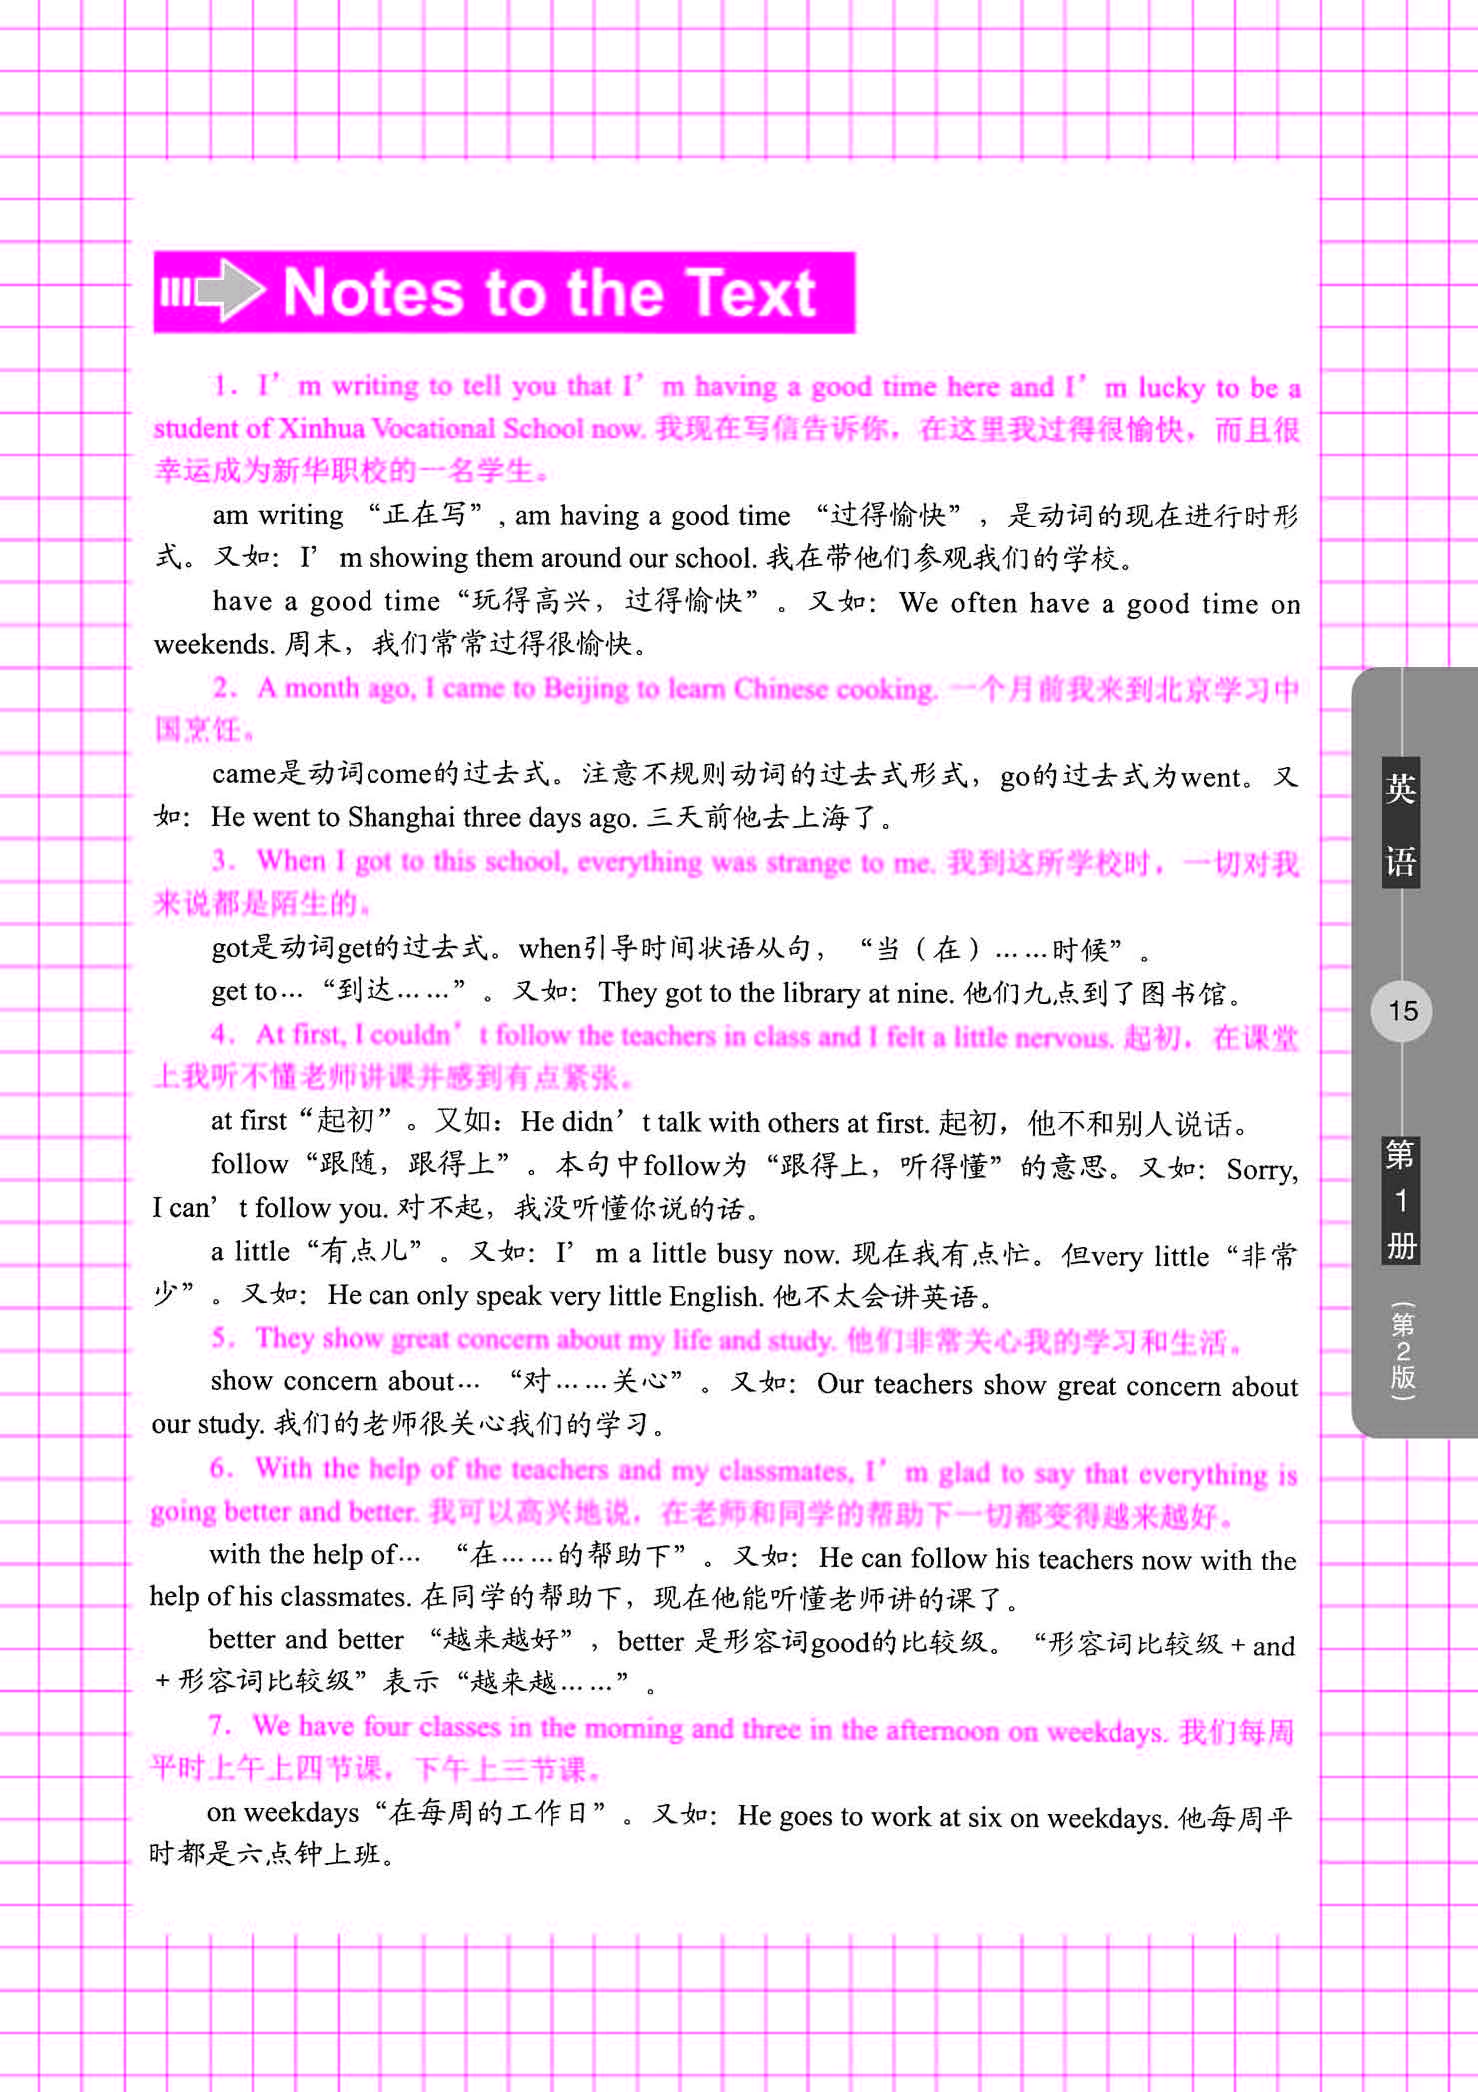 Notes to the Text
1. I’m writing to tell you that I’m having a good time here and I’m lucky to be a
student of Xinhua Vocational School now. 我现在写信告诉你，在这里我过得很愉快，而且很
幸运成为新华职校的一名学生。
am writing “正在写”, am having a good time “过得愉快”，是动词的现在进行时形
式。又如：I’m showing them around our school. 我在带他们参观我们的学校。
have a good time“玩得高兴，过得愉快”。又如：We often have a good time on
weekends. 周末，我们常常过得很愉快。
2. A month ago, I came to Beijing to learn Chinese cooking. 一个月前我来到北京学习中
国烹饪。
came是动词come的过去式。注意不规则动词的过去式形式，go的过去式为went。又
如：He went to Shanghai three days ago. 三天前他去上海了。
3. When I got to this school, everything was strange to me. 我到这所学校时，一切对我
来说都是陌生的。
got是动词get的过去式。when引导时间状语从句，“当（在）……时候”。
get to…“到达……”。又如：They got to the library at nine. 他们九点到了图书馆。
4. At first, I couldn’t follow the teachers in class and I felt a little nervous. 起初，在课堂
上我听不懂老师讲课并感到有点紧张。
at first“起初”。又如：He didn’t talk with others at first. 起初，他不和别人说话。
follow“跟随，跟得上”。本句中follow为“跟得上，听得懂”的意思。又如：Sorry,
I can’t follow you. 对不起，我没听懂你说的话。
a little“有点儿”。又如：I’m a little busy now. 现在我有点忙。但very little“非常
少”。又如：He can only speak very little English. 他不太会讲英语。
5. They show great concern about my life and study. 他们非常关心我的学习和生活。
show concern about… “对……关心”。又如：Our teachers show great concern about
our study. 我们的老师很关心我们的学习。
6. With the help of the teachers and my classmates, I’m glad to say that everything is
going better and better. 我可以高兴地说，在老师和同学的帮助下一切都变得越来越好。
with the help of… “在……的帮助下”。又如：He can follow his teachers now with the
help of his classmates. 在同学的帮助下，现在他能听懂老师讲的课了。
better and better “越来越好”，better 是形容词good的比较级。“形容词比较级＋and
＋形容词比较级”表示“越来越……”。
7. We have four classes in the morning and three in the afternoon on weekdays. 我们每周
平时上午上四节课，下午上三节课。
on weekdays“在每周的工作日”。又如：He goes to work at six on weekdays. 他每周平
时都是六点钟上班。
英语
15
第1册
（第2版）